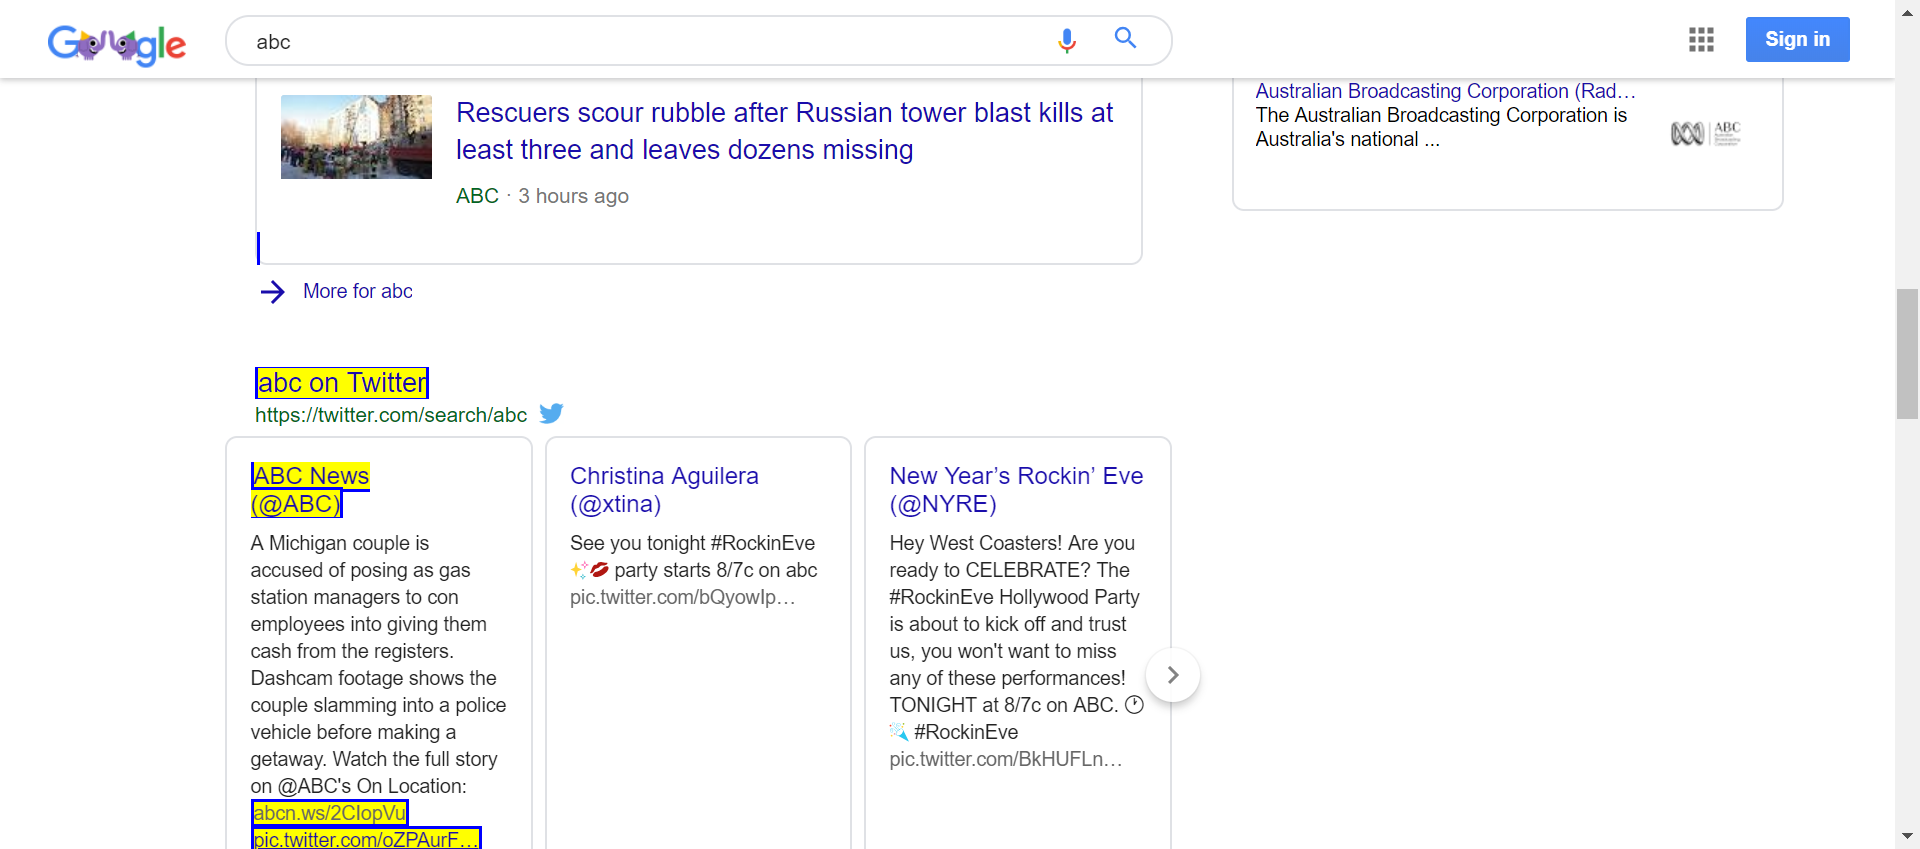 Google
abc
Sign in
Rescuers scour rubble after Russian tower blast kills at
least three and leaves dozens missing
ABC · 3 hours ago
More for abc
Australian Broadcasting Corporation (Rad…
The Australian Broadcasting Corporation is
Australia's national ...
ABC
abc on Twitter
https://twitter.com/search/abc
ABC News
(@ABC)
A Michigan couple is
accused of posing as gas
station managers to con
employees into giving them
cash from the registers.
Dashcam footage shows the
couple slamming into a police
vehicle before making a
getaway. Watch the full story
on @ABC's On Location:
abcn.ws/2CIopVu
pic.twitter.com/oZPAurF…
Christina Aguilera
(@xtina)
See you tonight #RockinEve
✨💋 party starts 8/7c on abc
pic.twitter.com/bQyowIp…
New Year’s Rockin’ Eve
(@NYRE)
Hey West Coasters! Are you
ready to CELEBRATE? The
#RockinEve Hollywood Party
is about to kick off and trust
us, you won't want to miss
any of these performances!
TONIGHT at 8/7c on ABC. 🕐
🎉 #RockinEve
pic.twitter.com/BkHUFLn…